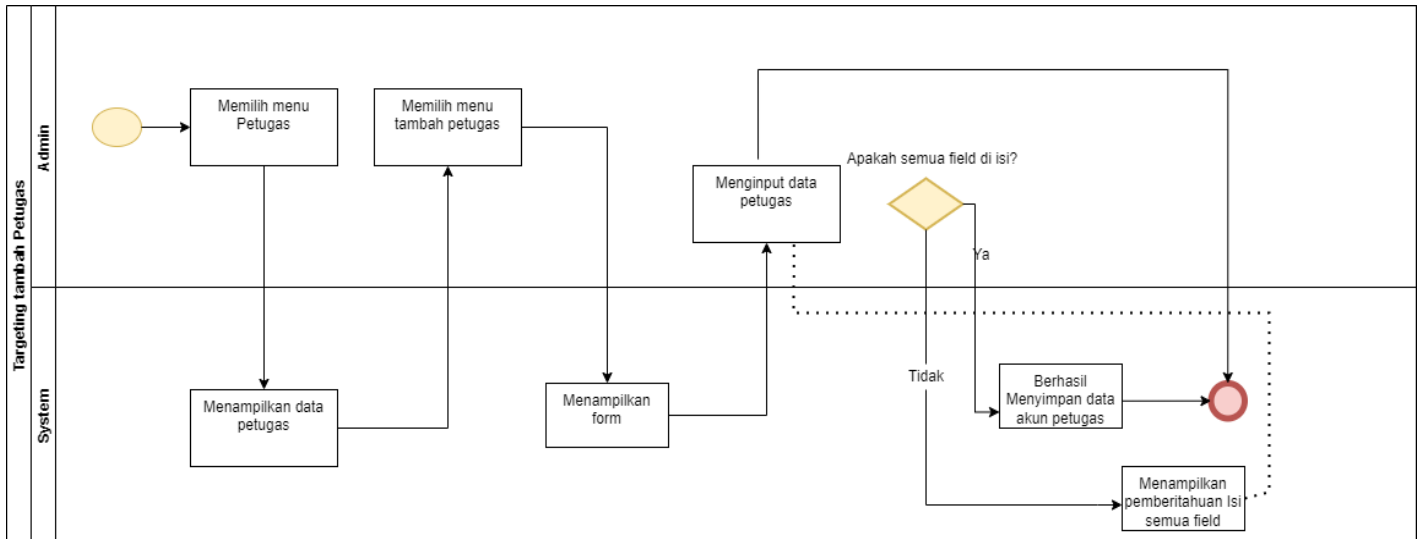 Targeting tambah Petugas
Admin
Memilih menu
Petugas
Memilih menu
tambah petugas
Menginput data
petugas
Apakah semua field di isi?
Ya
System
Menampilkan data
petugas
Menampilkan
form
Tidak
Berhasil
Menyimpan data
akun petugas
Menampilkan
pemberitahuan Isi
semua field